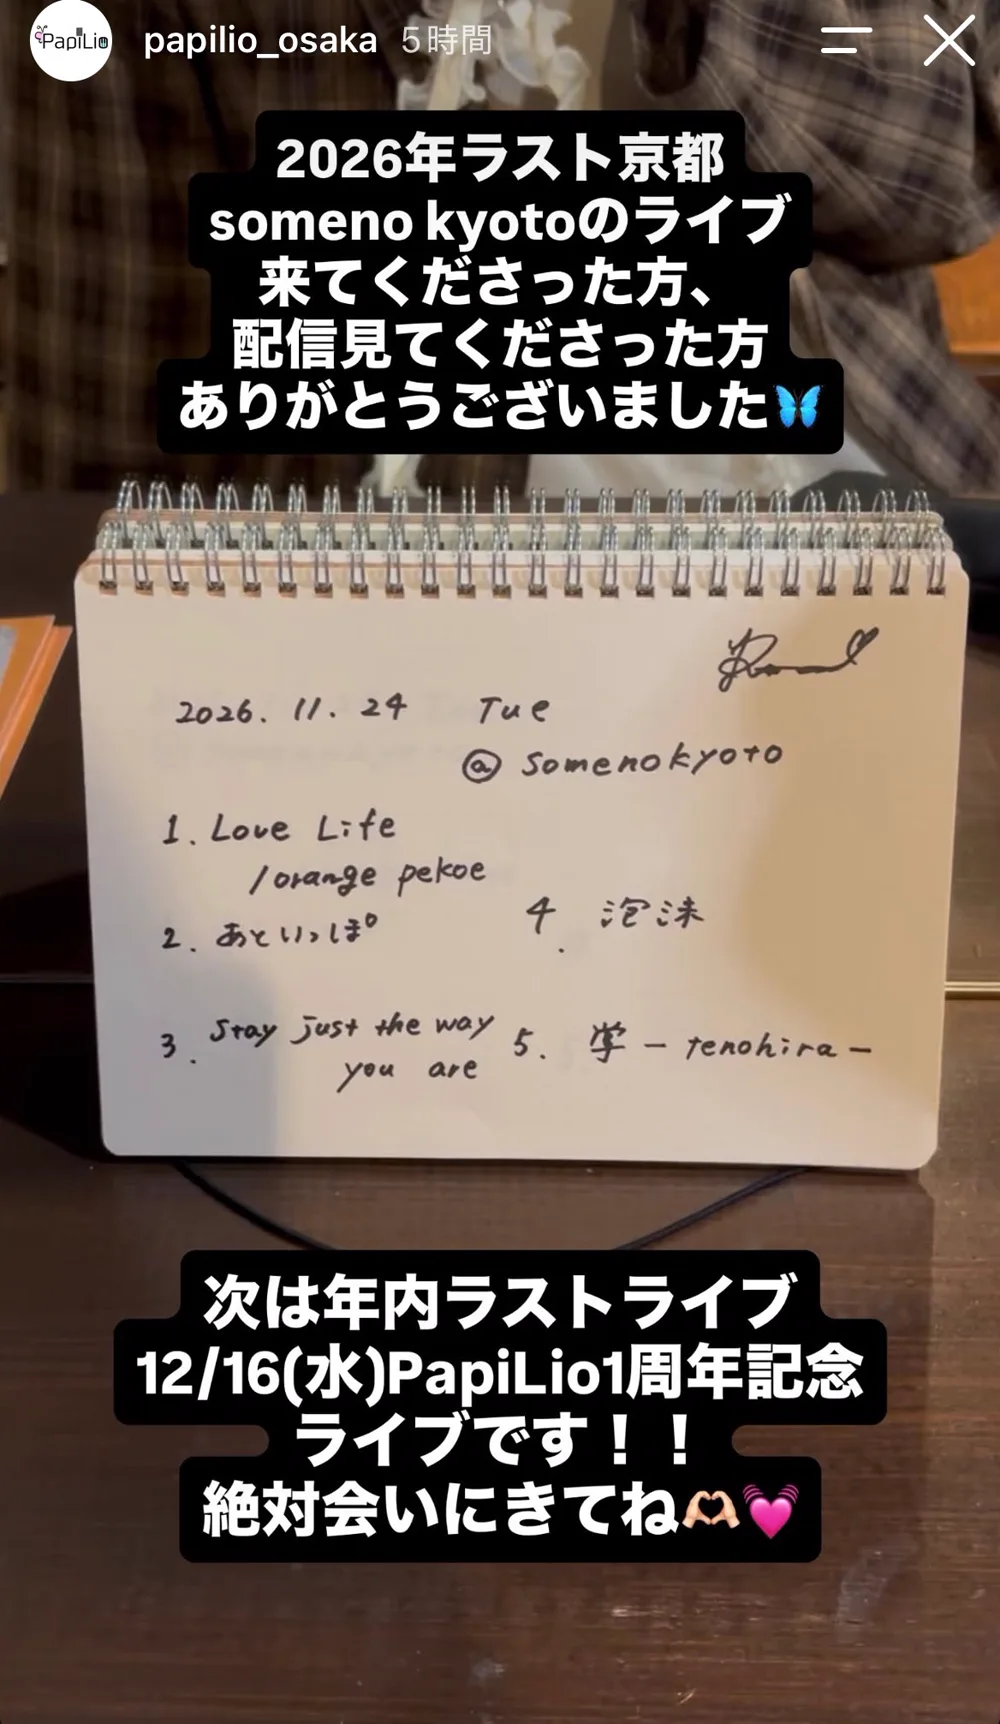 PapiLio
papilio_osaka 5時間
2026年ラスト京都
someno kyotoのライブ
来てくださった方、
配信見てくださった方
ありがとうございました🦋
2026. 11. 24 Tue
@ somenokyoto
1. Love Life
/orange pekoe
2. あといっぽ
3. Stay just the way
you are
4. 泡沫
5. 掌 - tenohira -
次は年内ラストライブ
12/16(水)PapiLio1周年記念
ライブです！！
絶対会いにきてね🫶🏻💓